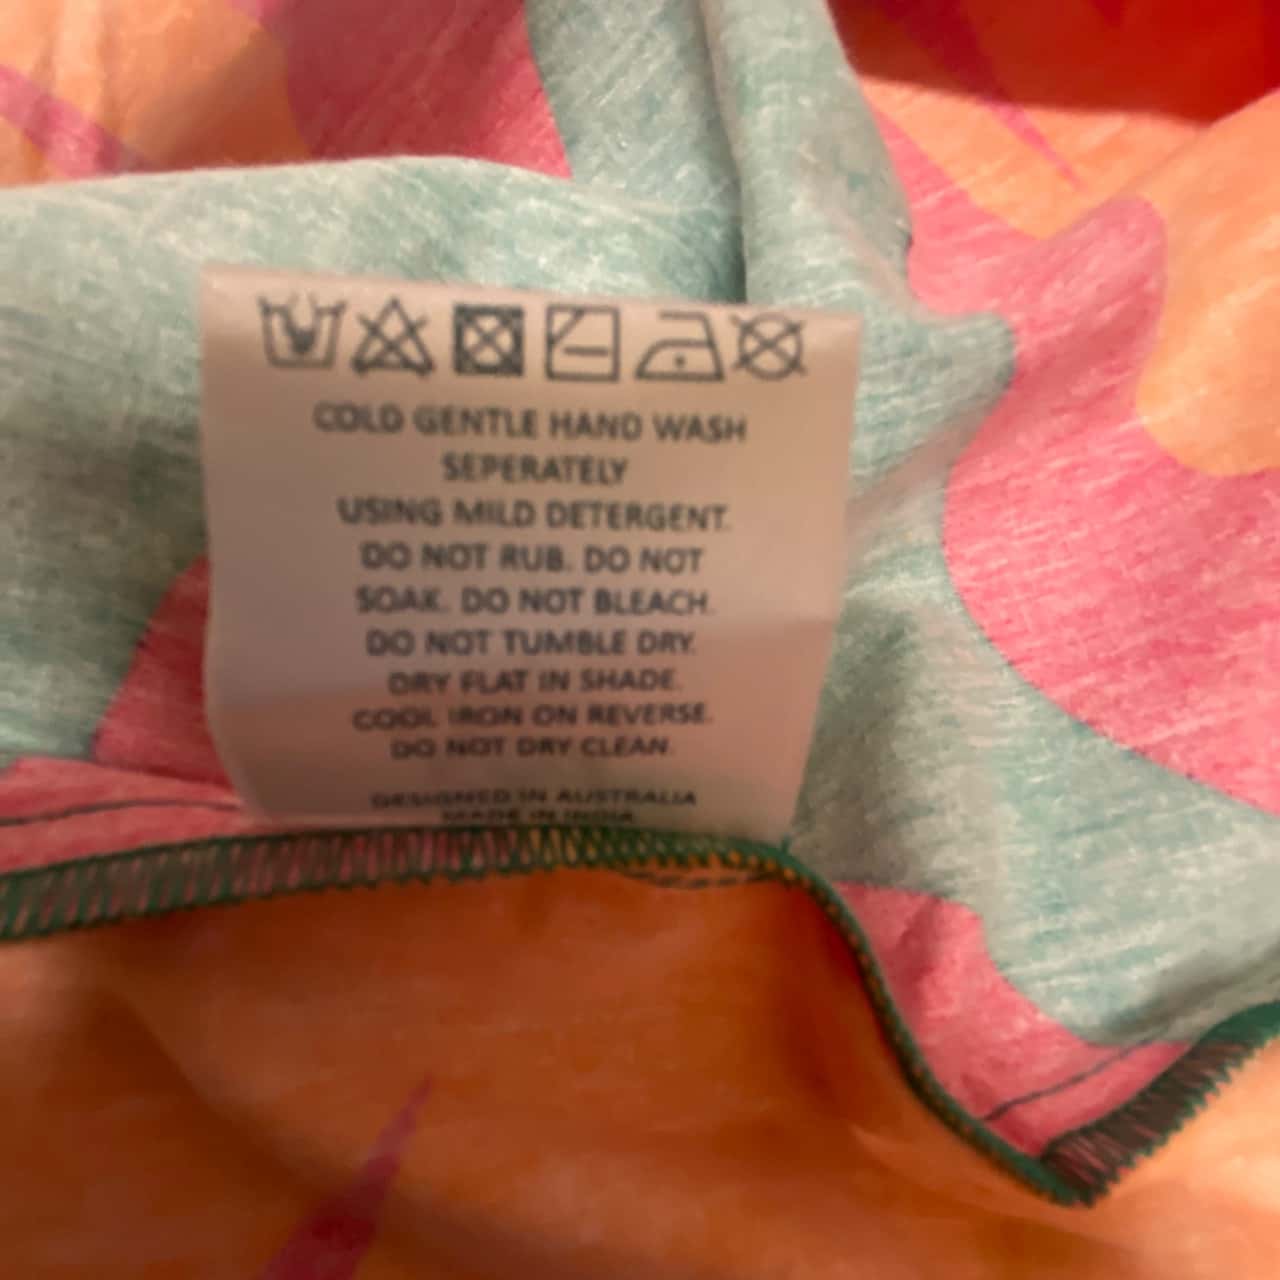 COLD GENTLE HAND WASH
SEPERATELY
USING MILD DETERGENT.
DO NOT RUB. DO NOT
SOAK. DO NOT BLEACH.
DO NOT TUMBLE DRY.
DRY FLAT IN SHADE.
COOL IRON ON REVERSE.
DO NOT DRY CLEAN.
DESIGNED IN AUSTRALIA
MADE IN INDIA